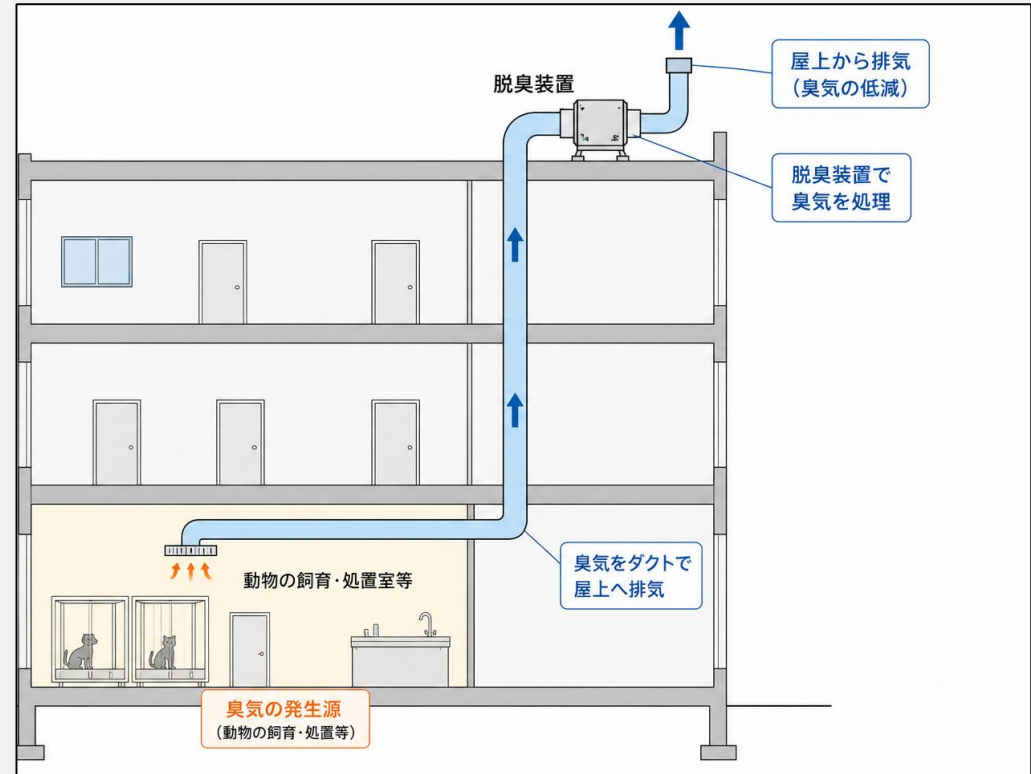 屋上から排気
（臭気の低減）
脱臭装置
脱臭装置で
臭気を処理
臭気をダクトで
屋上へ排気
動物の飼育・処置室等
臭気の発生源
（動物の飼育・処置等）